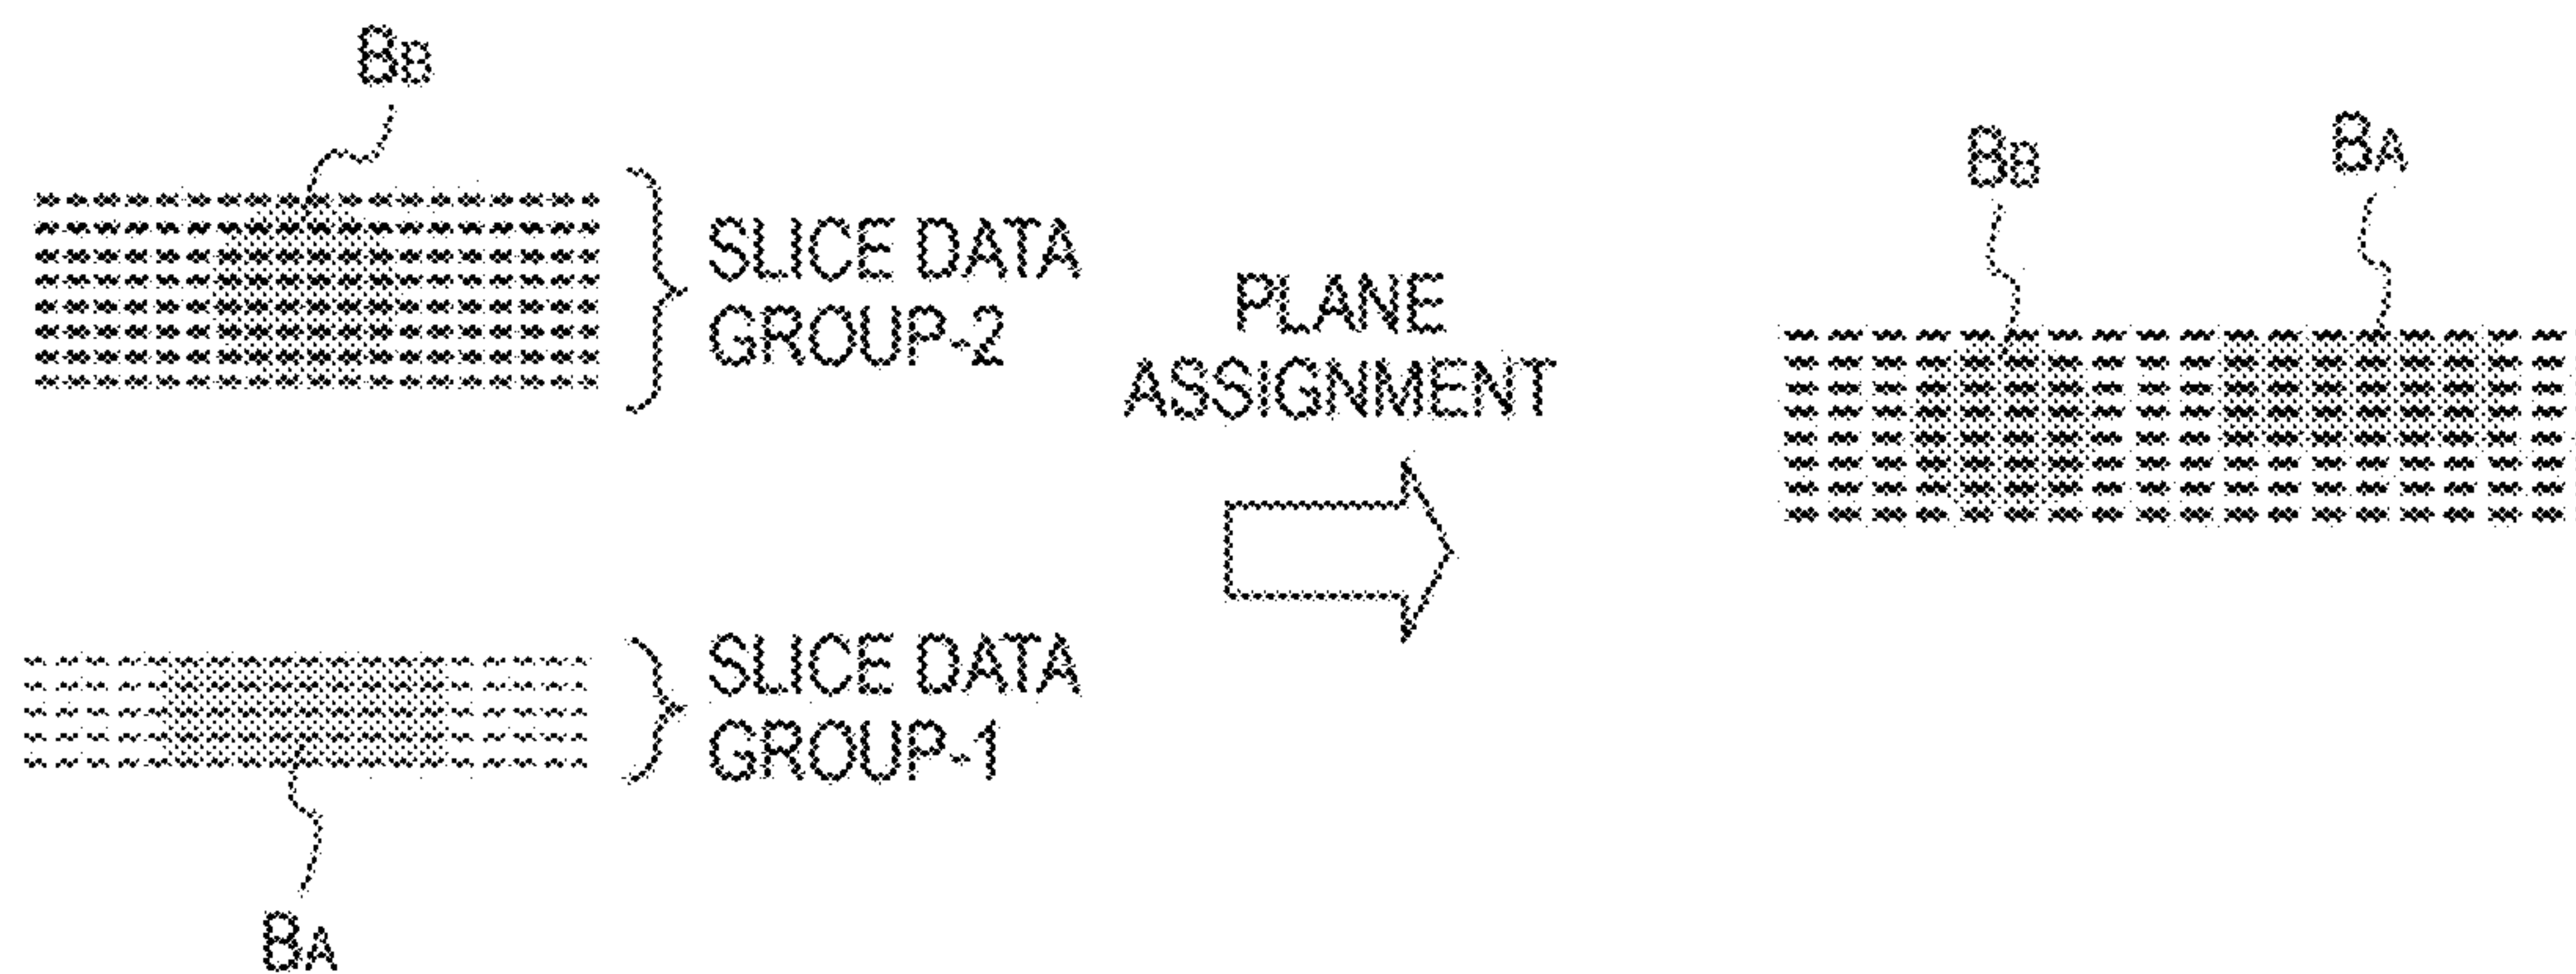 BB
SLICE DATA
GROUP-2
SLICE DATA
GROUP-1
BA
PLANE
ASSIGNMENT
BB
BA